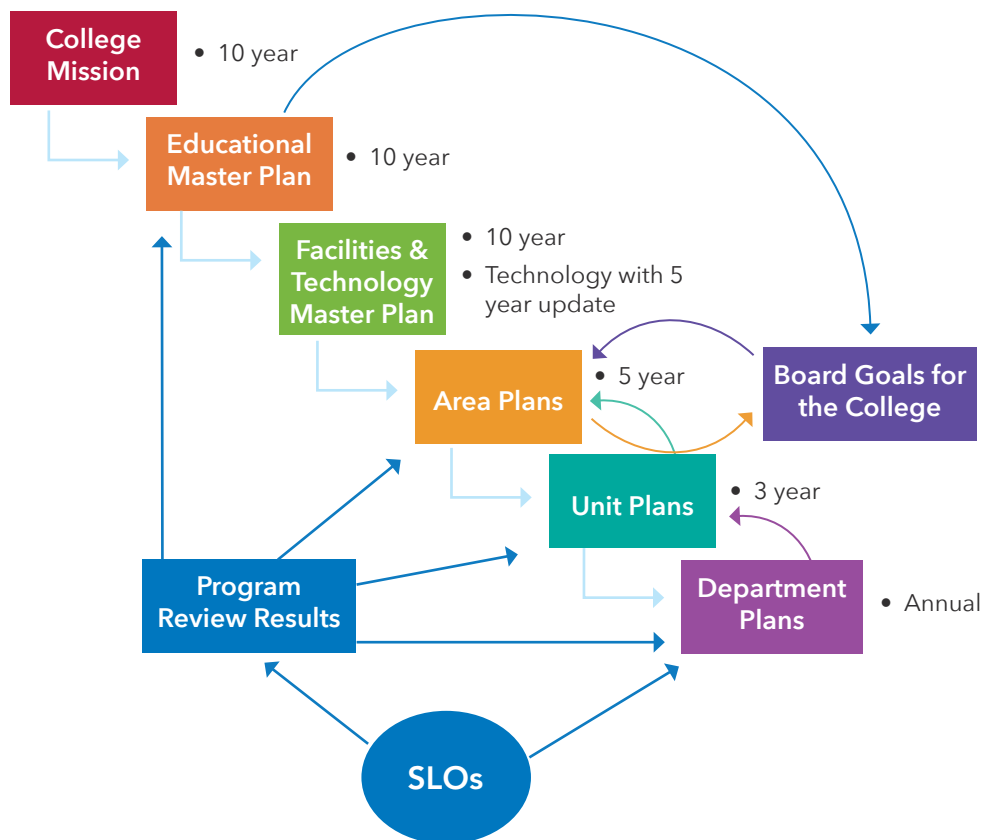 College
Mission
• 10 year
Educational
Master Plan
• 10 year
Facilities &
Technology
Master Plan
• 10 year
• Technology with 5
year update
Area Plans
• 5 year
Board Goals for
the College
Unit Plans
• 3 year
Program
Review Results
Department
Plans
• Annual
SLOs